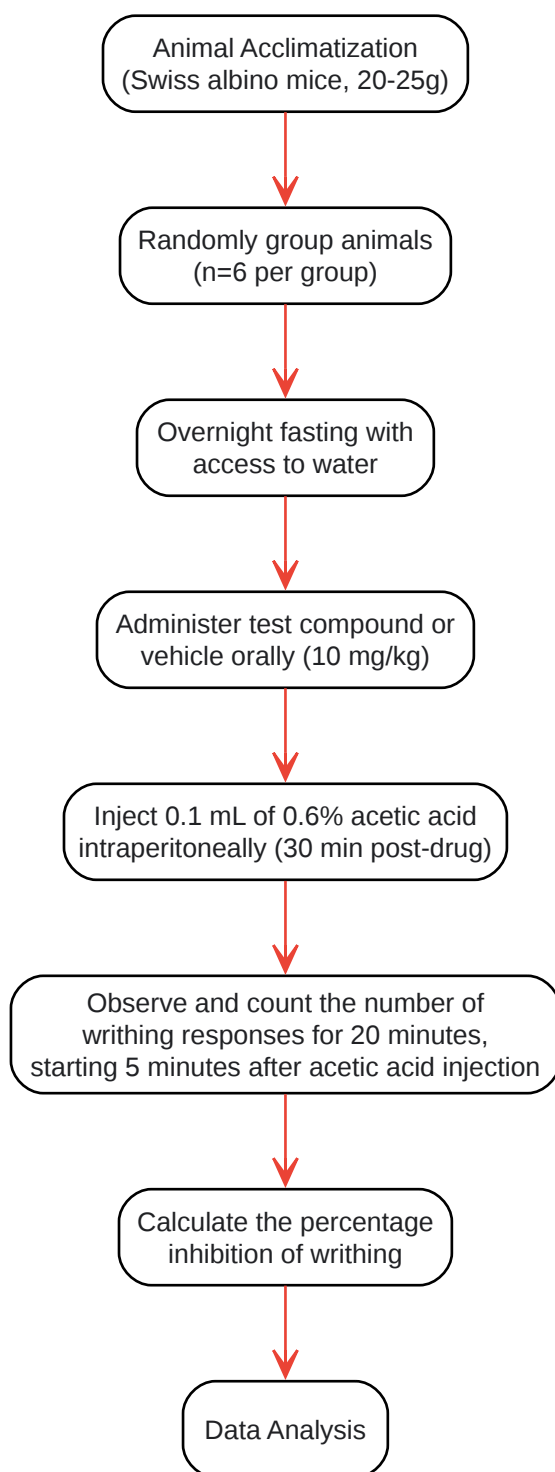 Animal Acclimatization
(Swiss albino mice, 20-25g)
Randomly group animals
(n=6 per group)
Overnight fasting with
access to water
Administer test compound or
vehicle orally (10 mg/kg)
Inject 0.1 mL of 0.6% acetic acid
intraperitoneally (30 min post-drug)
Observe and count the number of
writhing responses for 20 minutes,
starting 5 minutes after acetic acid injection
Calculate the percentage
inhibition of writhing
Data Analysis